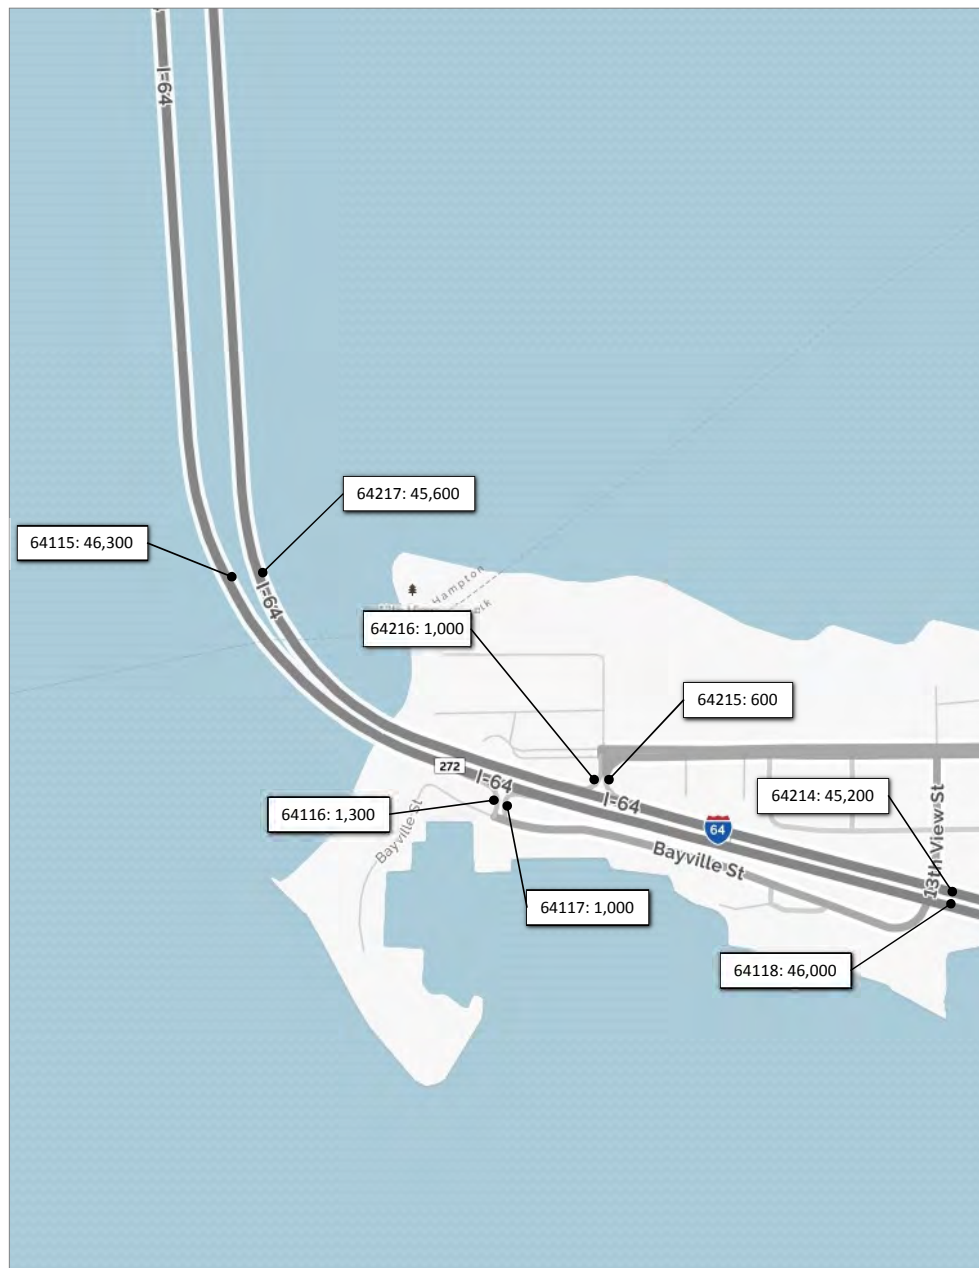 I=64
64217: 45,600
64115: 46,300
I=64
Hampton
64216: 1,000
64215: 600
272
I=64
I=64
64214: 45,200
64116: 1,300
64
Bayville St
Bayville St
13th View St
64117: 1,000
64118: 46,000